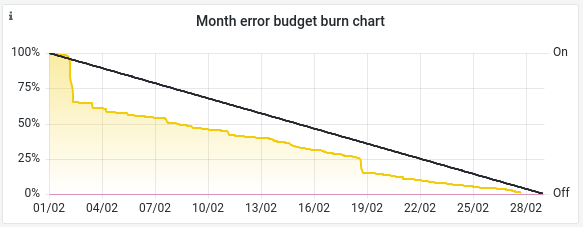 i
Month error budget burn chart
100% On
75%
50%
25%
0% Off
01/02 04/02 07/02 10/02 13/02 16/02 19/02 22/02 25/02 28/02